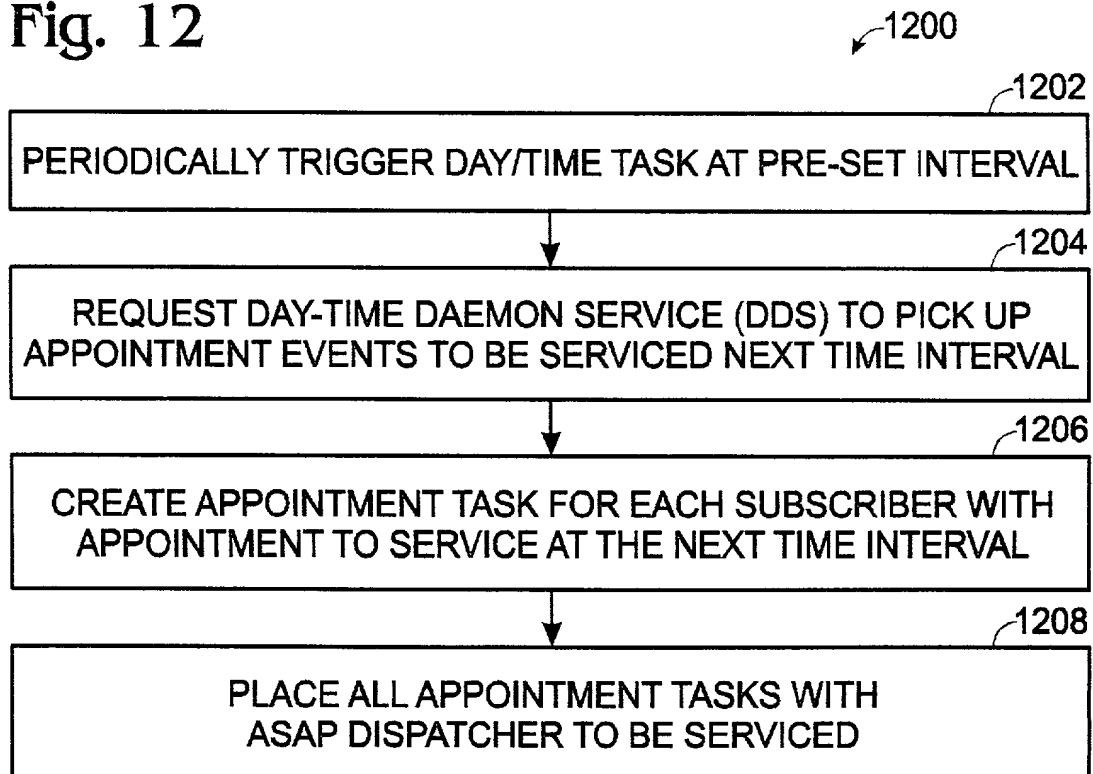 Fig. 12
1200
1202
PERIODICALLY TRIGGER DAY/TIME TASK AT PRE-SET INTERVAL
1204
REQUEST DAY-TIME DAEMON SERVICE (DDS) TO PICK UP
APPOINTMENT EVENTS TO BE SERVICED NEXT TIME INTERVAL
1206
CREATE APPOINTMENT TASK FOR EACH SUBSCRIBER WITH
APPOINTMENT TO SERVICE AT THE NEXT TIME INTERVAL
1208
PLACE ALL APPOINTMENT TASKS WITH
ASAP DISPATCHER TO BE SERVICED